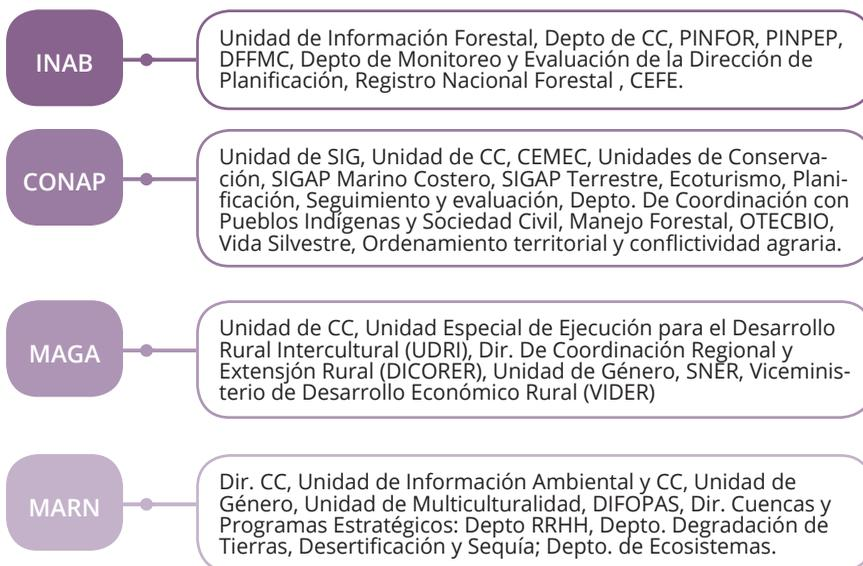 INAB
Unidad de Información Forestal, Depto de CC, PINFOR, PINPEP,
DFFMC, Depto de Monitoreo y Evaluación de la Dirección de
Planificación, Registro Nacional Forestal , CEFE.
CONAP
Unidad de SIG, Unidad de CC, CEMEC, Unidades de Conserva-
ción, SIGAP Marino Costero, SIGAP Terrestre, Ecoturismo, Plani-
ficación, Seguimiento y evaluación, Depto. De Coordinación con
Pueblos Indígenas y Sociedad Civil, Manejo Forestal, OTECBIO,
Vida Silvestre, Ordenamiento territorial y conflictividad agraria.
MAGA
Unidad de CC, Unidad Especial de Ejecución para el Desarrollo
Rural Intercultural (UDRI), Dir. De Coordinación Regional y
Extensjón Rural (DICORER), Unidad de Género, SNER, Viceminis-
terio de Desarrollo Económico Rural (VIDER)
MARN
Dir. CC, Unidad de Información Ambiental y CC, Unidad de
Género, Unidad de Multiculturalidad, DIFOPAS, Dir. Cuencas y
Programas Estratégicos: Depto RRHH, Depto. Degradación de
Tierras, Desertificación y Sequía; Depto. de Ecosistemas.